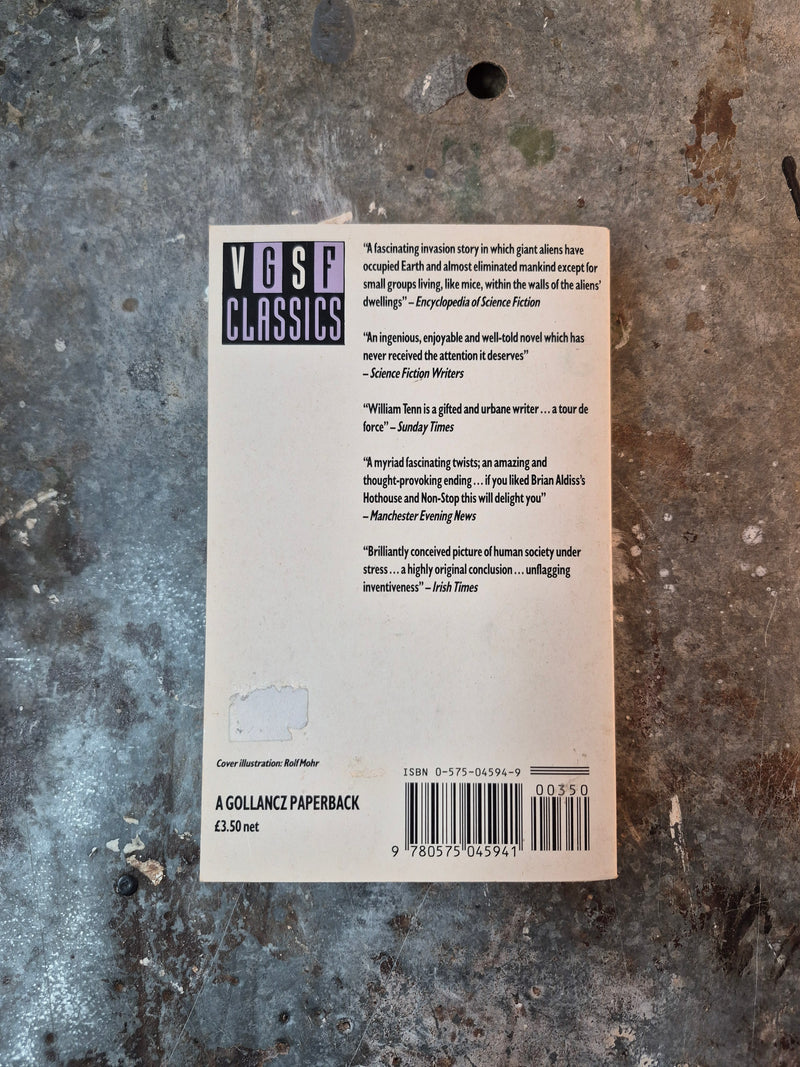 VGSF
CLASSICS
“A fascinating invasion story in which giant aliens have
occupied Earth and almost eliminated mankind except for
small groups living, like mice, within the walls of the aliens’
dwellings” – Encyclopedia of Science Fiction
“An ingenious, enjoyable and well-told novel which has
never received the attention it deserves”
– Science Fiction Writers
“William Tenn is a gifted and urbane writer ... a tour de
force” – Sunday Times
“A myriad fascinating twists; an amazing and
thought-provoking ending ... if you liked Brian Aldiss’s
Hothouse and Non-Stop this will delight you”
– Manchester Evening News
“Brilliantly conceived picture of human society under
stress ... a highly original conclusion ... unflagging
inventiveness” – Irish Times
Cover illustration: Rolf Mohr
A GOLLANCZ PAPERBACK
£3.50 net
ISBN 0-575-04594-9
00350
9 780575 045941